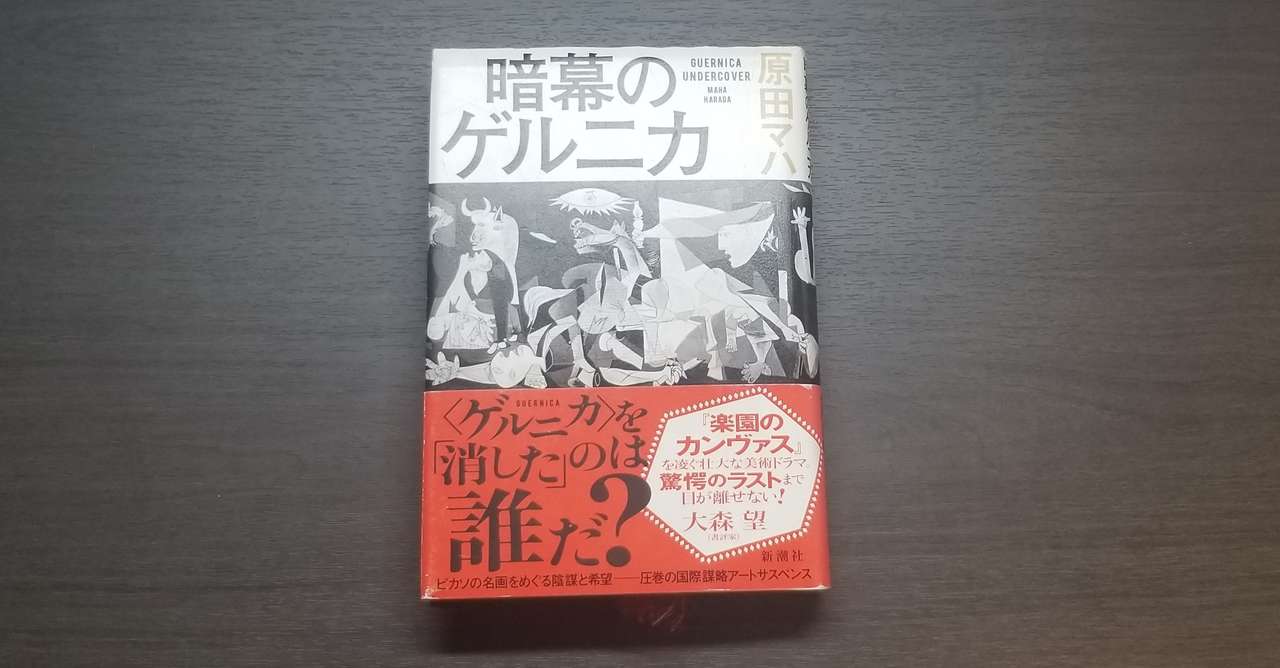 暗幕の
ゲルニカ
GUERNICA
UNDERCOVER
MAHA
HARADA
原田マハ
GUERNICA
〈ゲルニカ〉を
「消した」のは
誰だ?
『楽園の
カンヴァス』
を凌ぐ壮大な美術ドラマ。
驚愕のラストまで
目が離せない!
大森 望
(書評家)
新潮社
ピカソの名画をめぐる陰謀と希望――圧巻の国際謀略アートサスペンス